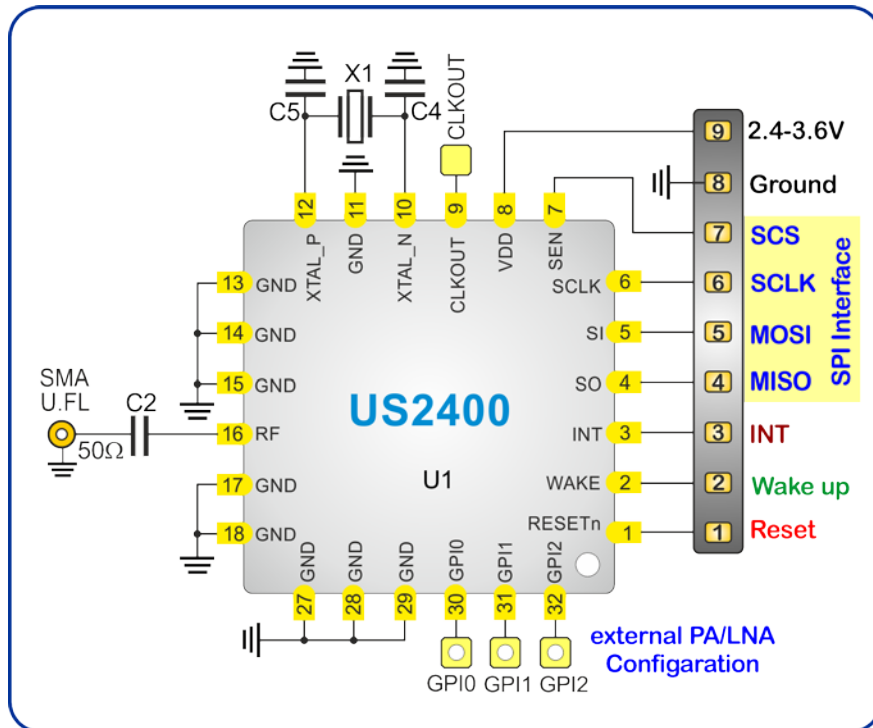 X1
C5
C4
CLKOUT
9 2.4-3.6V
8 Ground
7 SCS
6 SCLK
5 MOSI
4 MISO
SPI Interface
3 INT
2 Wake up
1 Reset
12 11 10 9 8 7
XTAL_P GND XTAL_N CLKOUT VDD SEN
13 GND
14 GND
15 GND
16 RF
17 GND
18 GND
SCLK 6
SI 5
SO 4
INT 3
WAKE 2
RESETn 1
US2400
U1
SMA
U.FL
C2
50Ω
GND GND GND GPI0 GPI1 GPI2
27 28 29 30 31 32
GPI0 GPI1 GPI2
external PA/LNA
Configaration